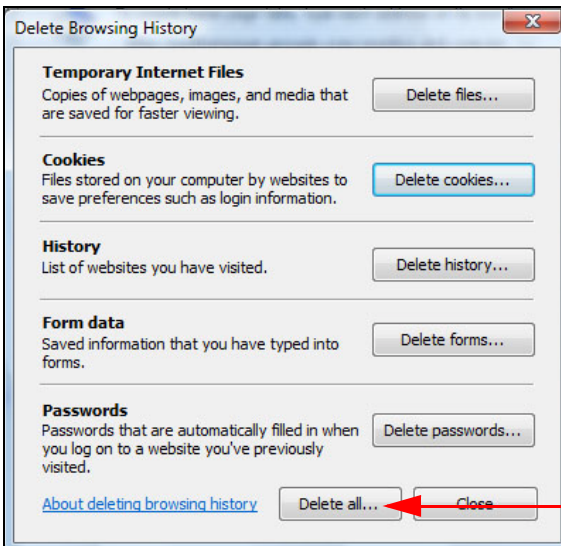 Delete Browsing History
Temporary Internet Files
Copies of webpages, images, and media that
are saved for faster viewing.
Delete files...
Cookies
Files stored on your computer by websites to
save preferences such as login information.
Delete cookies...
History
List of websites you have visited.
Delete history...
Form data
Saved information that you have typed into
forms.
Delete forms...
Passwords
Passwords that are automatically filled in when
you log on to a website you've previously
visited.
Delete passwords...
About deleting browsing history
Delete all...
Close